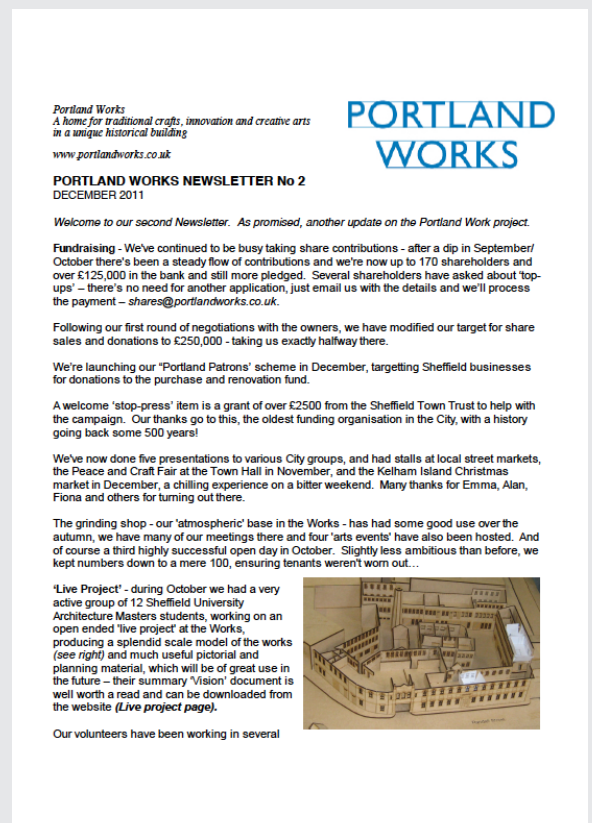 Portland Works
A home for traditional crafts, innovation and creative arts
in a unique historical building
www.portlandworks.co.uk
PORTLAND
WORKS
PORTLAND WORKS NEWSLETTER No 2
DECEMBER 2011
Welcome to our second Newsletter. As promised, another update on the Portland Work project.
Fundraising - We've continued to be busy taking share contributions - after a dip in September/
October there's been a steady flow of contributions and we're now up to 170 shareholders and
over £125,000 in the bank and still more pledged. Several shareholders have asked about 'top-
ups' – there's no need for another application, just email us with the details and we'll process
the payment – shares@portlandworks.co.uk.
Following our first round of negotiations with the owners, we have modified our target for share
sales and donations to £250,000 - taking us exactly halfway there.
We're launching our "Portland Patrons' scheme in December, targetting Sheffield businesses
for donations to the purchase and renovation fund.
A welcome 'stop-press' item is a grant of over £2500 from the Sheffield Town Trust to help with
the campaign. Our thanks go to this, the oldest funding organisation in the City, with a history
going back some 500 years!
We've now done five presentations to various City groups, and had stalls at local street markets,
the Peace and Craft Fair at the Town Hall in November, and the Kelham Island Christmas
market in December, a chilling experience on a bitter weekend. Many thanks for Emma, Alan,
Fiona and others for turning out there.
The grinding shop - our 'atmospheric' base in the Works - has had some good use over the
autumn, we have many of our meetings there and four 'arts events' have also been hosted. And
of course a third highly successful open day in October. Slightly less ambitious than before, we
kept numbers down to a mere 100, ensuring tenants weren't worn out…
'Live Project' - during October we had a very
active group of 12 Sheffield University
Architecture Masters students, working on an
open ended 'live project' at the Works,
producing a splendid scale model of the works
(see right) and much useful pictorial and
planning material, which will be of great use in
the future – their summary 'Vision' document is
well worth a read and can be downloaded from
the website (Live project page).
Our volunteers have been working in several